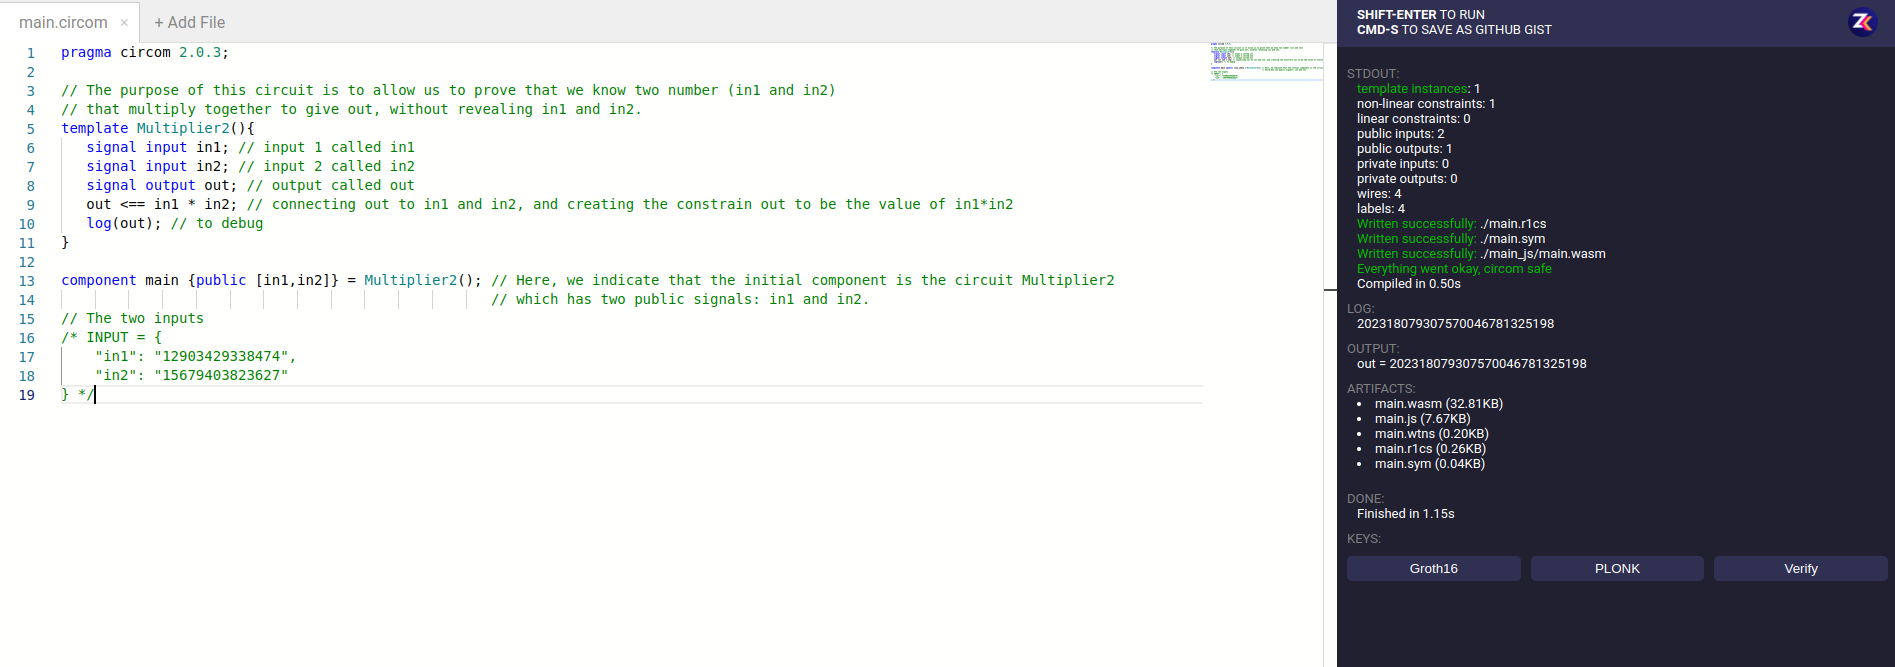 main.circom × + Add File
1 pragma circom 2.0.3;
2
3 // The purpose of this circuit is to allow us to prove that we know two number (in1 and in2)
4 // that multiply together to give out, without revealing in1 and in2.
5 template Multiplier2(){
6 signal input in1; // input 1 called in1
7 signal input in2; // input 2 called in2
8 signal output out; // output called out
9 out <== in1 * in2; // connecting out to in1 and in2, and creating the constrain out to be the value of in1*in2
10 log(out); // to debug
11 }
12
13 component main {public [in1,in2]} = Multiplier2(); // Here, we indicate that the initial component is the circuit Multiplier2
14 // which has two public signals: in1 and in2.
15 // The two inputs
16 /* INPUT = {
17 "in1": "12903429338474",
18 "in2": "15679403823627"
19 } */
SHIFT-ENTER TO RUN
CMD-S TO SAVE AS GITHUB GIST
STDOUT:
template instances: 1
non-linear constraints: 1
linear constraints: 0
public inputs: 2
public outputs: 1
private inputs: 0
private outputs: 0
wires: 4
labels: 4
Written successfully: ./main.r1cs
Written successfully: ./main.sym
Written successfully: ./main_js/main.wasm
Everything went okay, circom safe
Compiled in 0.50s
LOG:
202318079307570046781325198
OUTPUT:
out = 202318079307570046781325198
ARTIFACTS:
• main.wasm (32.81KB)
• main.js (7.67KB)
• main.wtns (0.20KB)
• main.r1cs (0.26KB)
• main.sym (0.04KB)
DONE:
Finished in 1.15s
KEYS:
Groth16 PLONK Verify